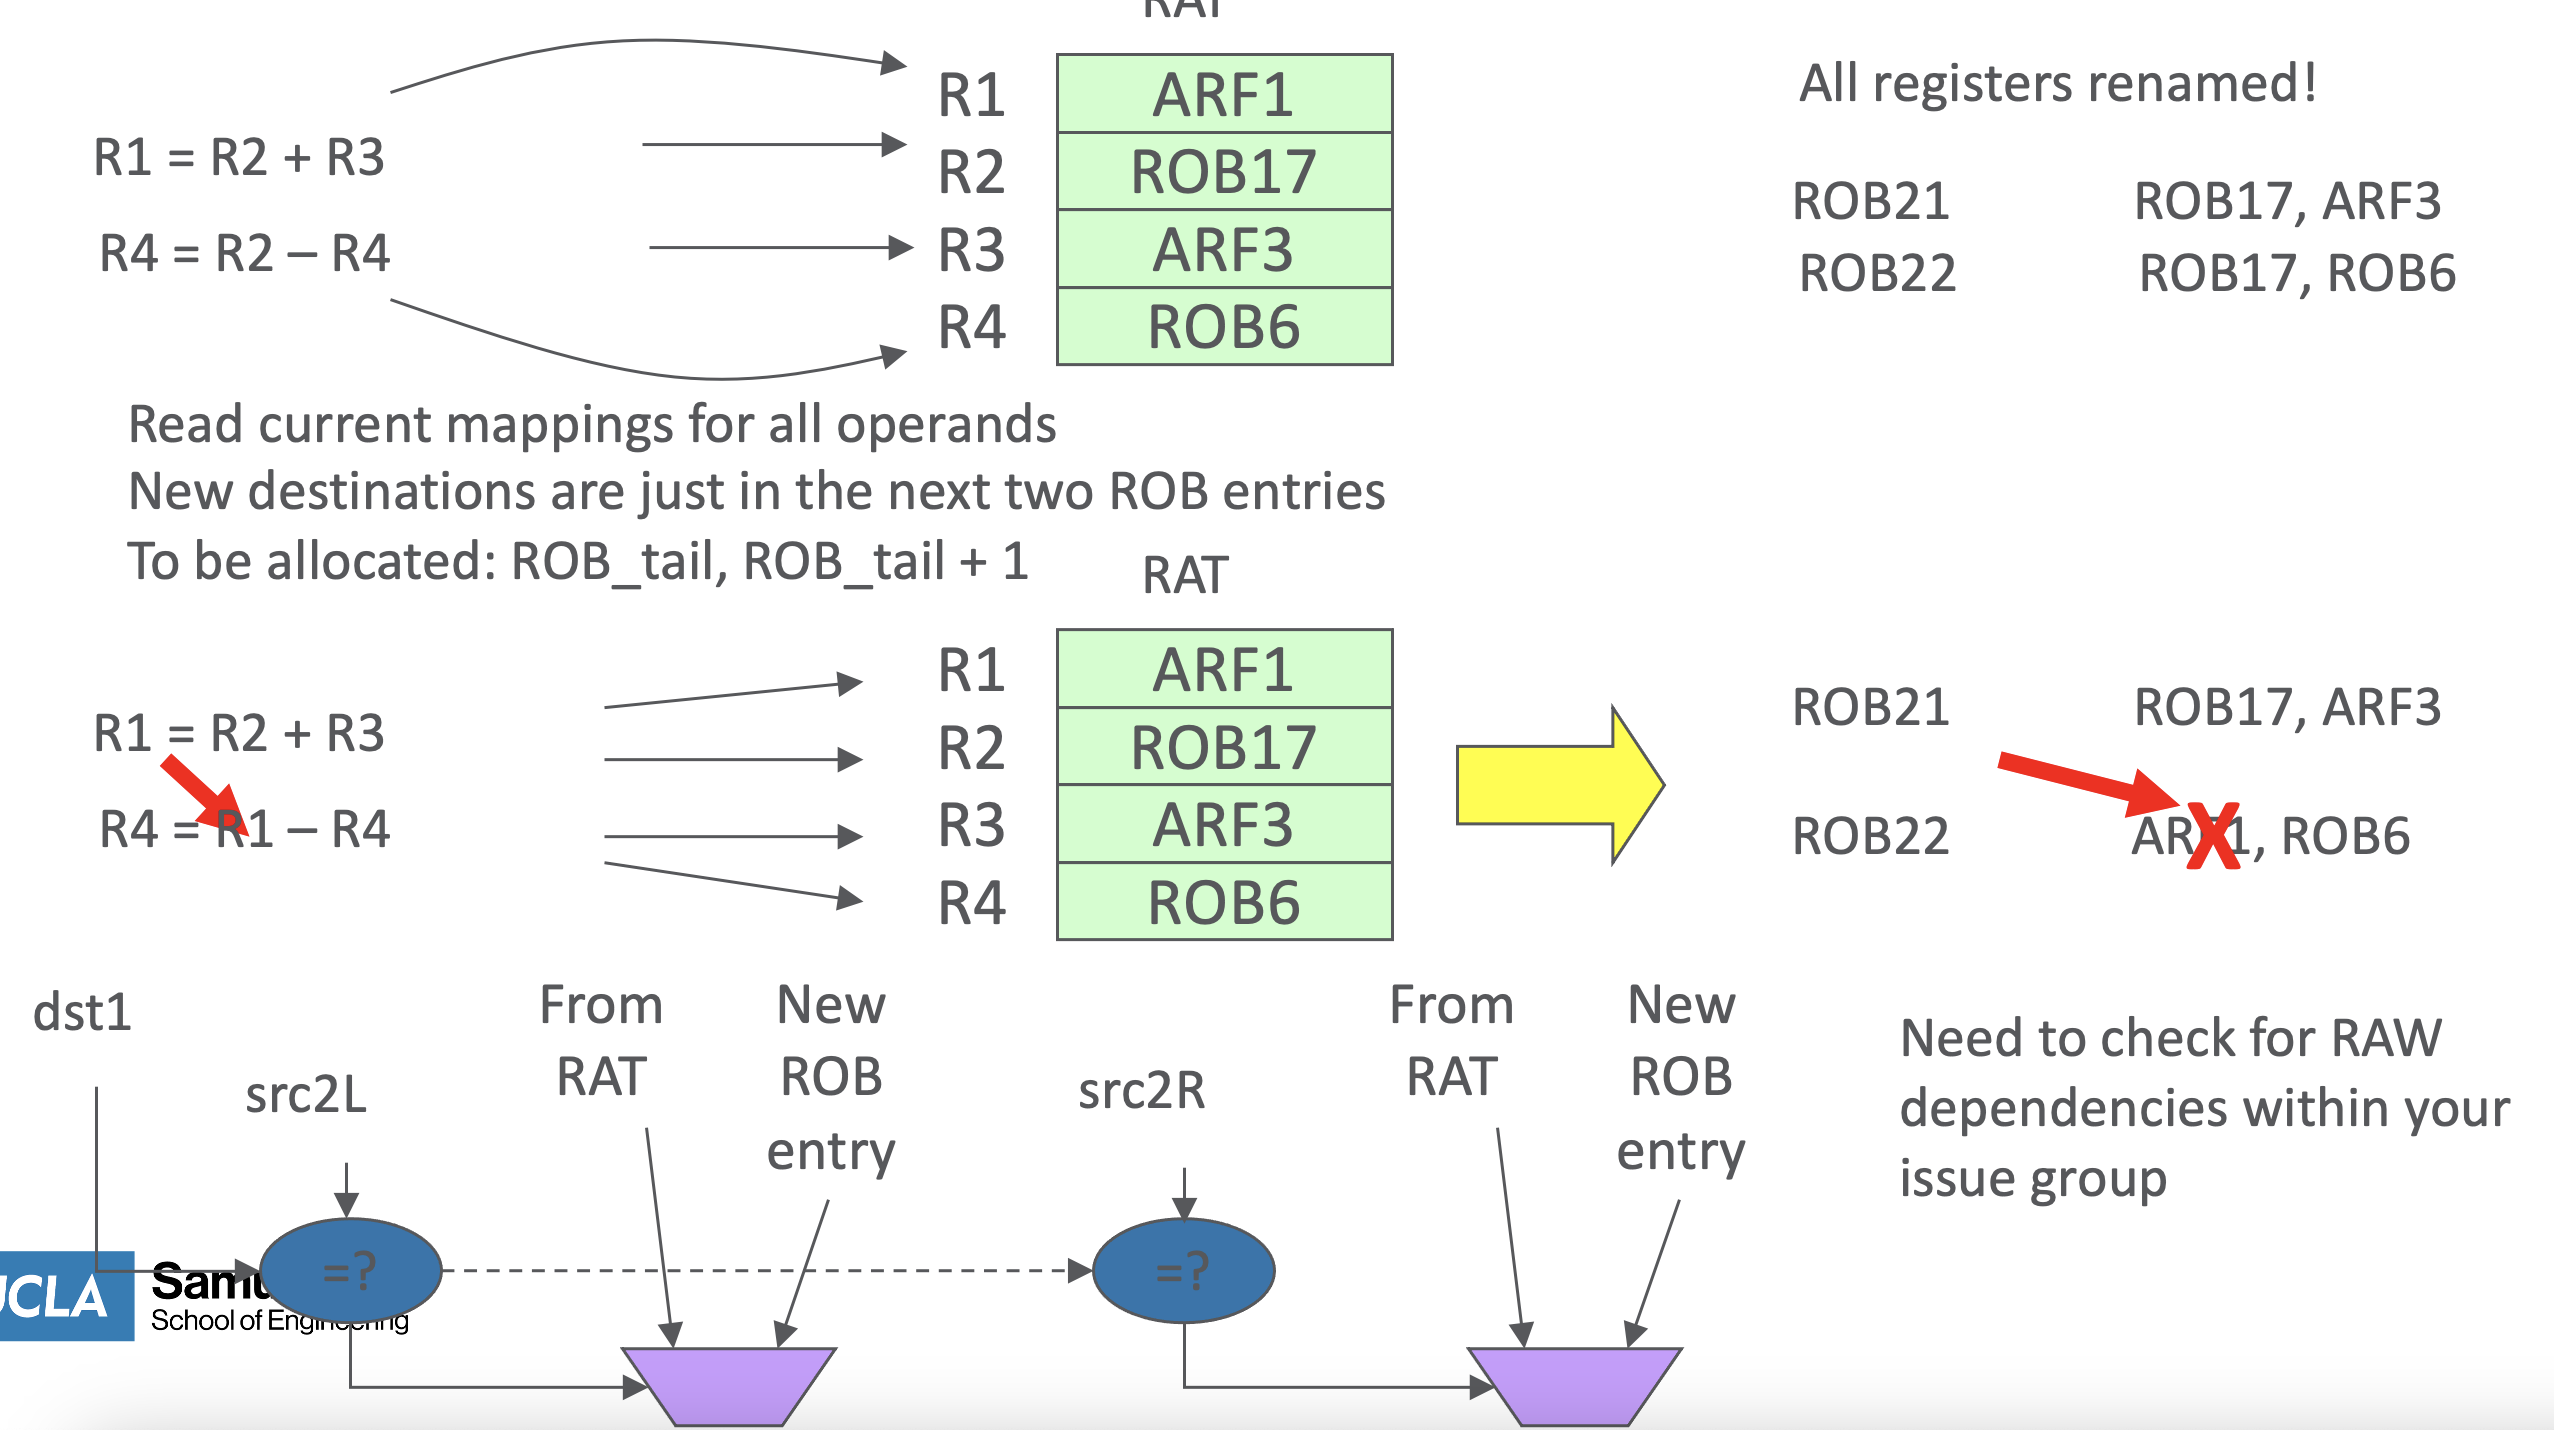 RAT
R1 ARF1
R2 ROB17
R3 ARF3
R4 ROB6
R1 = R2 + R3
R4 = R2 – R4
All registers renamed!
ROB21 ROB17, ARF3
ROB22 ROB17, ROB6
Read current mappings for all operands
New destinations are just in the next two ROB entries
To be allocated: ROB_tail, ROB_tail + 1
RAT
R1 ARF1
R2 ROB17
R3 ARF3
R4 ROB6
R1 = R2 + R3
R4 = R1 – R4
ROB21 ROB17, ARF3
ROB22 ARF1, ROB6
X
dst1
src2L
From
RAT
New
ROB
entry
src2R
From
RAT
New
ROB
entry
=?
=?
Need to check for RAW
dependencies within your
issue group
UCLA
School of Engineering